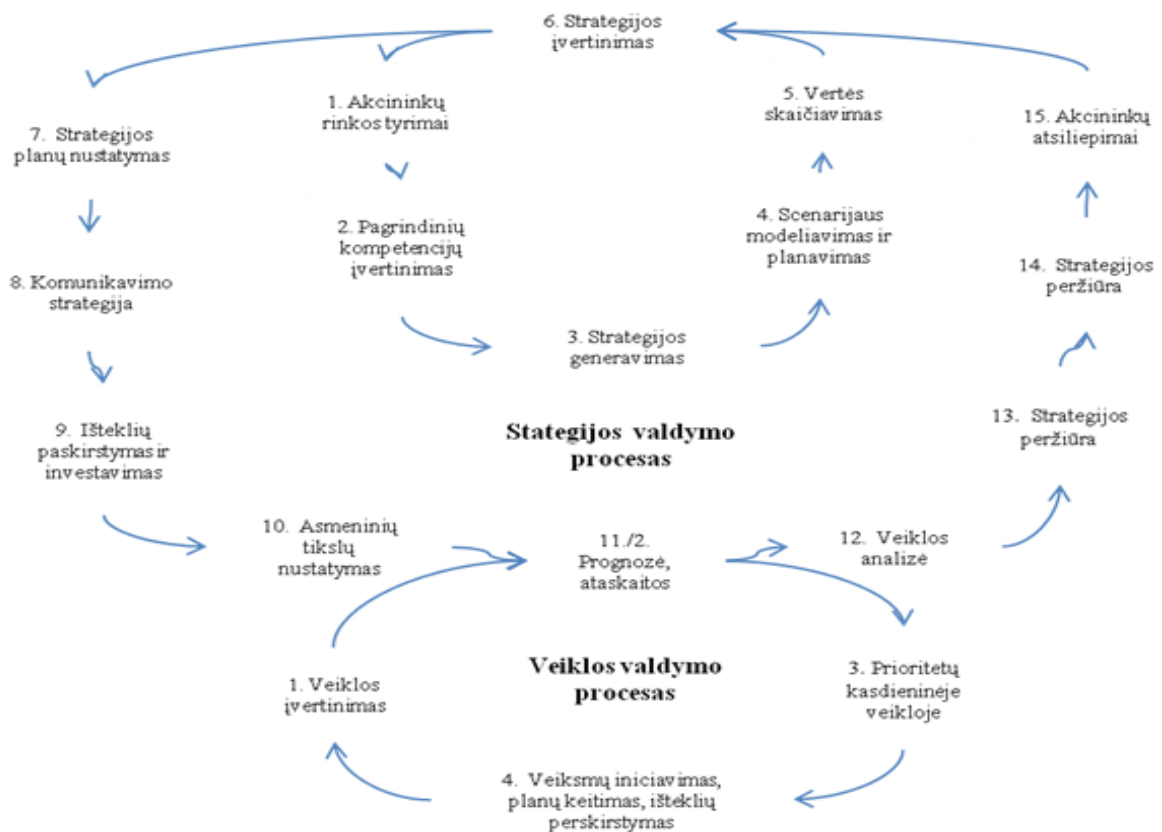 6. Strategijos
įvertinimas
1. Akcininkų
rinkos tyrimai
5. Vertės
skaičiavimas
15. Akcininkų
atsiliepimai
7. Strategijos
planų nustatymas
2. Pagrindinių
kompetencijų
įvertinimas
4. Scenarijaus
modeliavimas ir
planavimas
14. Strategijos
peržiūra
8. Komunikavimo
strategija
3. Strategijos
generavimas
9. Išteklių
paskirstymas ir
investavimas
Stategijos valdymo
procesas
13. Strategijos
peržiūra
10. Asmeninių
tikslų
nustatymas
11./2.
Prognozė,
ataskaitos
12. Veiklos
analizė
1. Veiklos
įvertinimas
Veiklos valdymo
procesas
3. Prioritetų
kasdieninėje
veikloje
4. Veiksmų iniciavimas,
planų keitimas, išteklių
perskirstymas